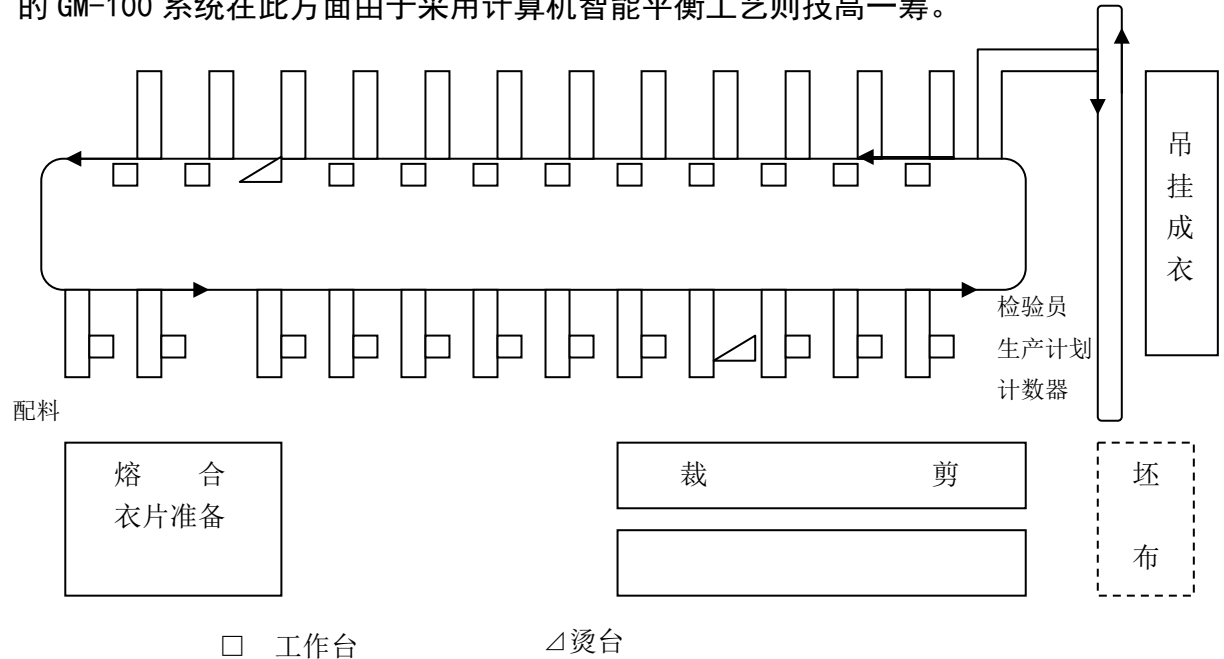 的 GM-100 系统在此方面由于采用计算机智能平衡工艺则技高一筹。
吊
挂
成
衣
检验员
生产计划
计数器
配料
熔 合
衣片准备
裁 剪
坯
布
□ 工作台 ⊿烫台